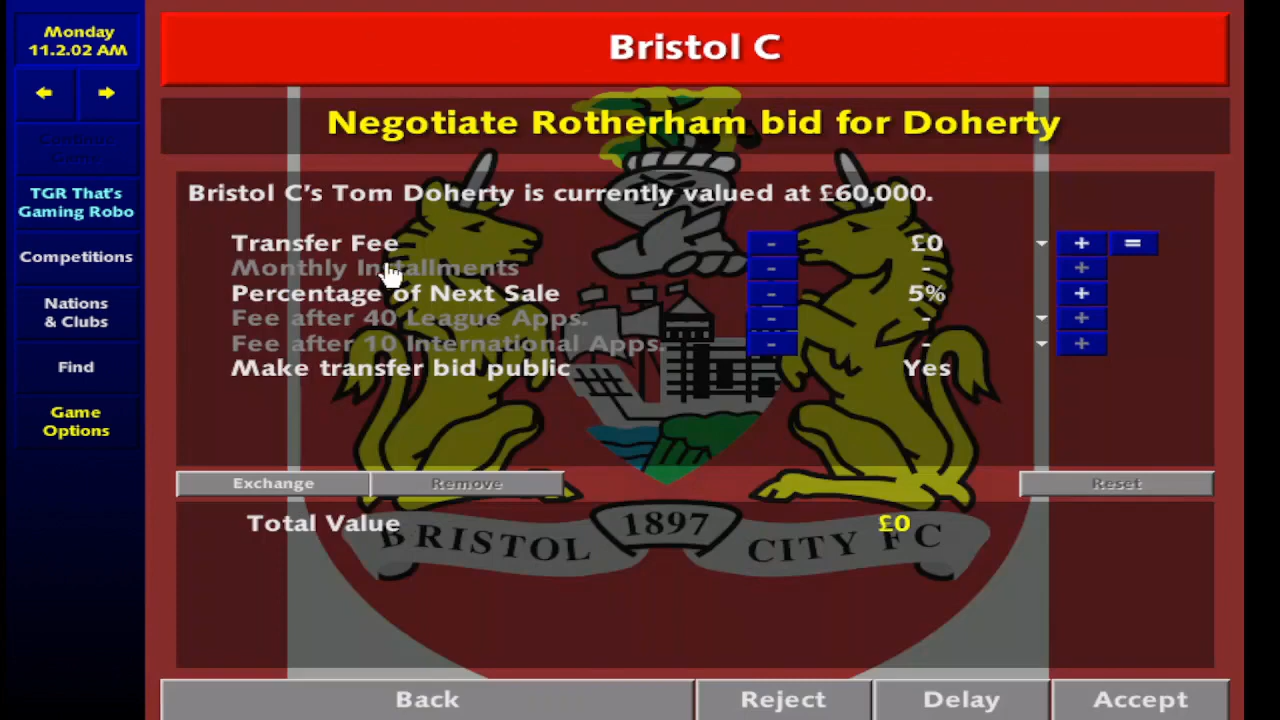 Monday
11.2.02 AM
Bristol C
Negotiate Rotherham bid for Doherty
Continue
Game
TGR That's
Gaming Robo
Competitions
Nations
& Clubs
Find
Game
Options
Bristol C's Tom Doherty is currently valued at £60,000.
Transfer Fee - £0 + =
Monthly Installments - - +
Percentage of Next Sale - 5% +
Fee after 40 League Apps. - - +
Fee after 10 International Apps. - - +
Make transfer bid public Yes
Exchange Remove Reset
Total Value £0
1897
BRISTOL CITY FC
Back Reject Delay Accept